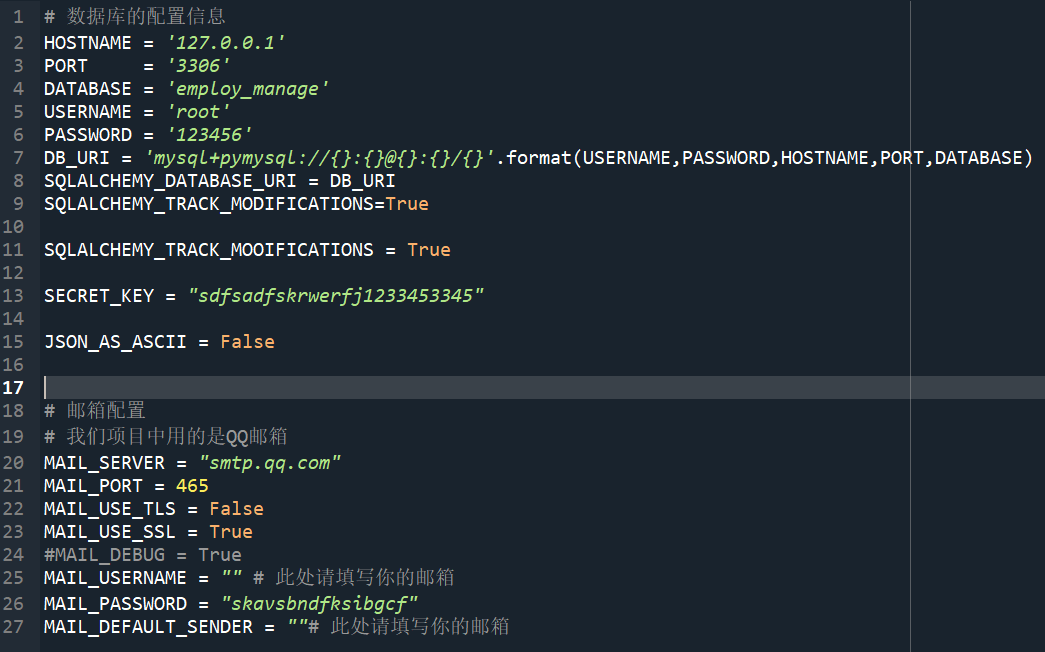 1 # 数据库的配置信息
2 HOSTNAME = '127.0.0.1'
3 PORT     = '3306'
4 DATABASE = 'employ_manage'
5 USERNAME = 'root'
6 PASSWORD = '123456'
7 DB_URI = 'mysql+pymysql://{}:{}@{}:{}/{}'.format(USERNAME,PASSWORD,HOSTNAME,PORT,DATABASE)
8 SQLALCHEMY_DATABASE_URI = DB_URI
9 SQLALCHEMY_TRACK_MODIFICATIONS=True
10
11 SQLALCHEMY_TRACK_MOOIFICATIONS = True
12
13 SECRET_KEY = "sdfsadfskrwerfj1233453345"
14
15 JSON_AS_ASCII = False
16
17
18 # 邮箱配置
19 # 我们项目中用的是QQ邮箱
20 MAIL_SERVER = "smtp.qq.com"
21 MAIL_PORT = 465
22 MAIL_USE_TLS = False
23 MAIL_USE_SSL = True
24 #MAIL_DEBUG = True
25 MAIL_USERNAME = "" # 此处请填写你的邮箱
26 MAIL_PASSWORD = "skavsbndfksibgcf"
27 MAIL_DEFAULT_SENDER = ""# 此处请填写你的邮箱